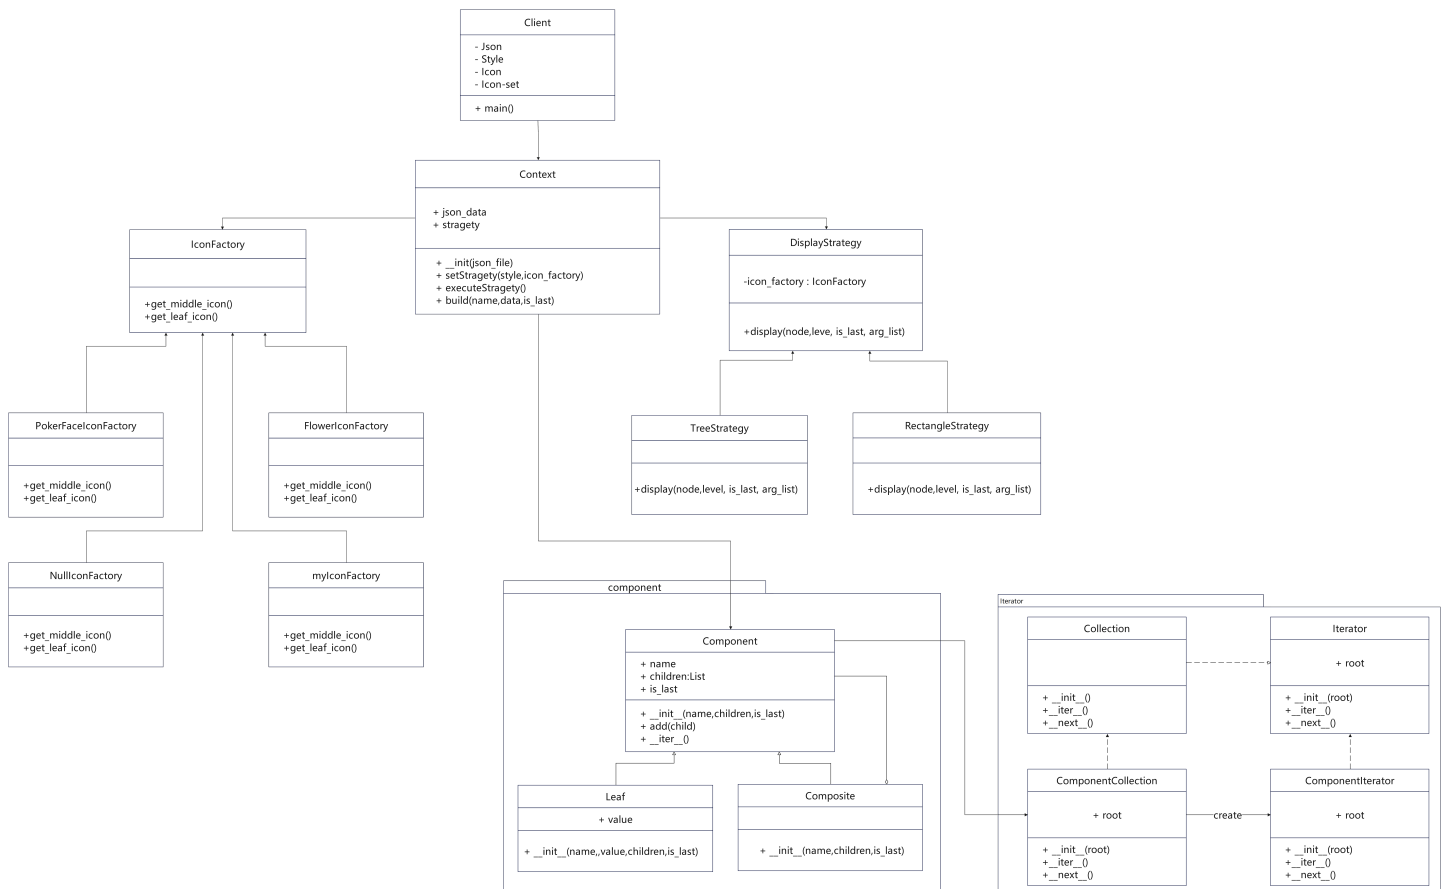 Client
- Json
- Style
- Icon
- Icon-set
+ main()
Context
+ json_data
+ stragety
+ __init(json_file)
+ setStragety(style,icon_factory)
+ executeStragety()
+ build(name,data,is_last)
IconFactory
+get_middle_icon()
+get_leaf_icon()
DisplayStrategy
-icon_factory : IconFactory
+display(node,leve, is_last, arg_list)
PokerFaceIconFactory
+get_middle_icon()
+get_leaf_icon()
FlowerIconFactory
+get_middle_icon()
+get_leaf_icon()
TreeStrategy
+display(node,level, is_last, arg_list)
RectangleStrategy
+display(node,level, is_last, arg_list)
NullIconFactory
+get_middle_icon()
+get_leaf_icon()
myIconFactory
+get_middle_icon()
+get_leaf_icon()
component
Component
+ name
+ children:List
+ is_last
+ __init__(name,children,is_last)
+ add(child)
+ __iter__()
Leaf
+ value
+ __init__(name,,value,children,is_last)
Composite
+ __init__(name,children,is_last)
Iterator
Collection
+ __init__()
+__iter__()
+__next__()
Iterator
+ root
+ __init__(root)
+__iter__()
+__next__()
ComponentCollection
+ root
+ __init__(root)
+__iter__()
+__next__()
create
ComponentIterator
+ root
+ __init__(root)
+__iter__()
+__next__()